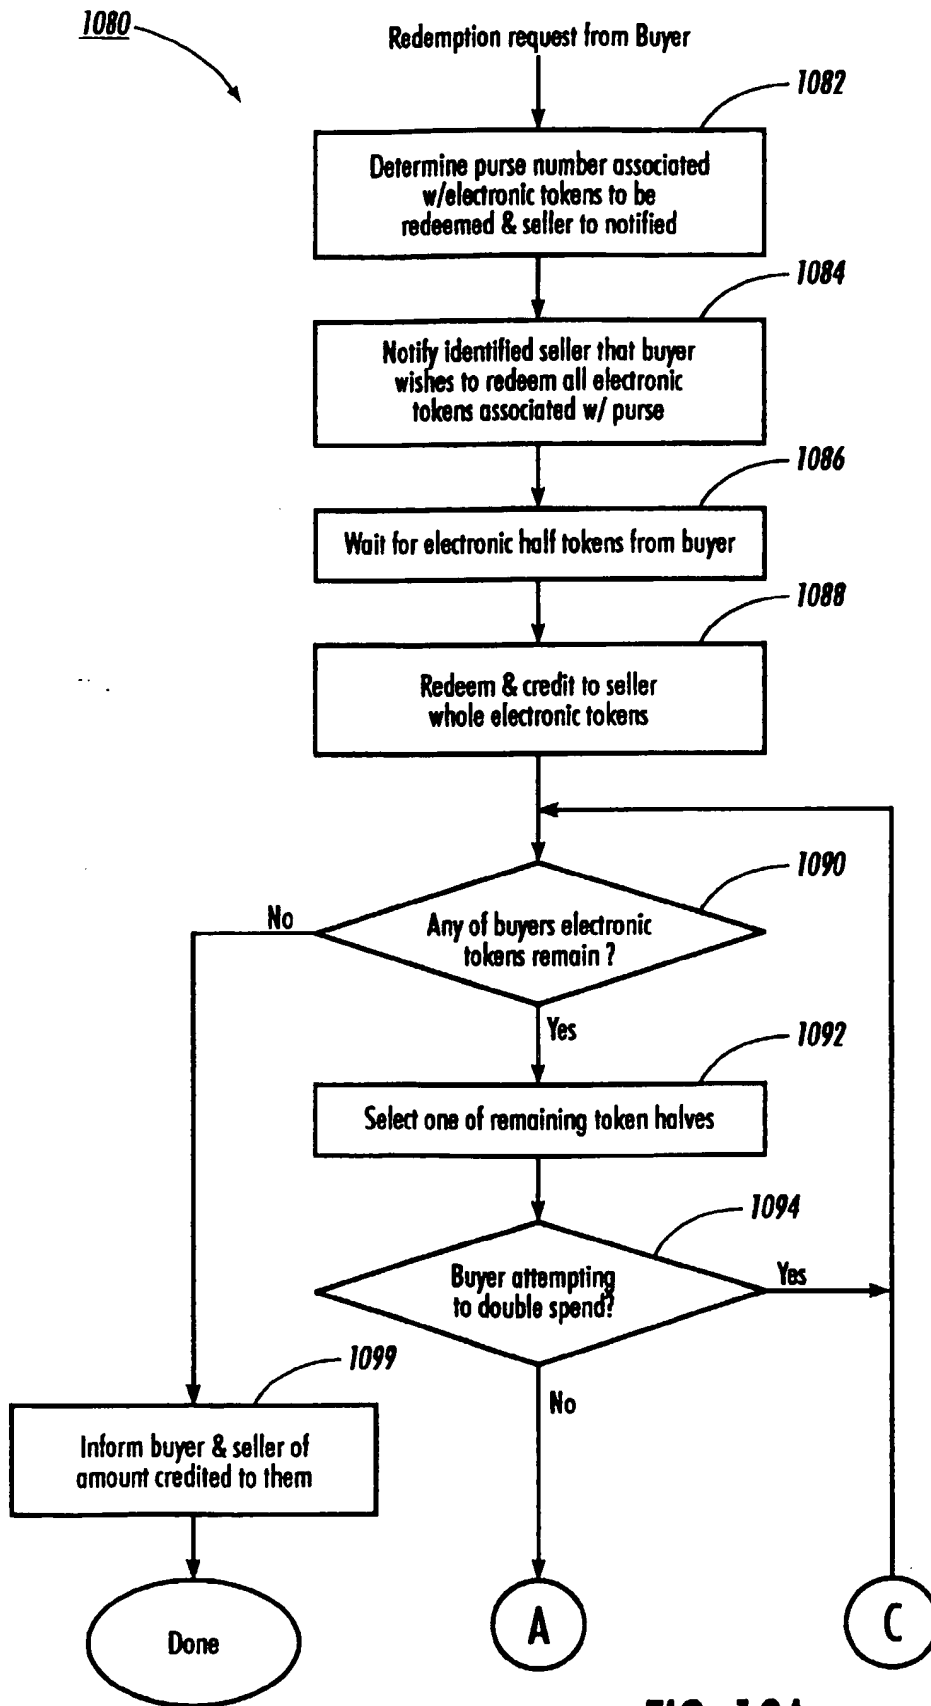 1080
Redemption request from Buyer
1082
Determine purse number associated
w/electronic tokens to be
redeemed & seller to notified
1084
Notify identified seller that buyer
wishes to redeem all electronic
tokens associated w/ purse
1086
Wait for electronic half tokens from buyer
1088
Redeem & credit to seller
whole electronic tokens
1090
No
Any of buyers electronic
tokens remain ?
Yes
1092
Select one of remaining token halves
1094
Buyer attempting
to double spend?
Yes
1099
No
Inform buyer & seller of
amount credited to them
Done
A
C